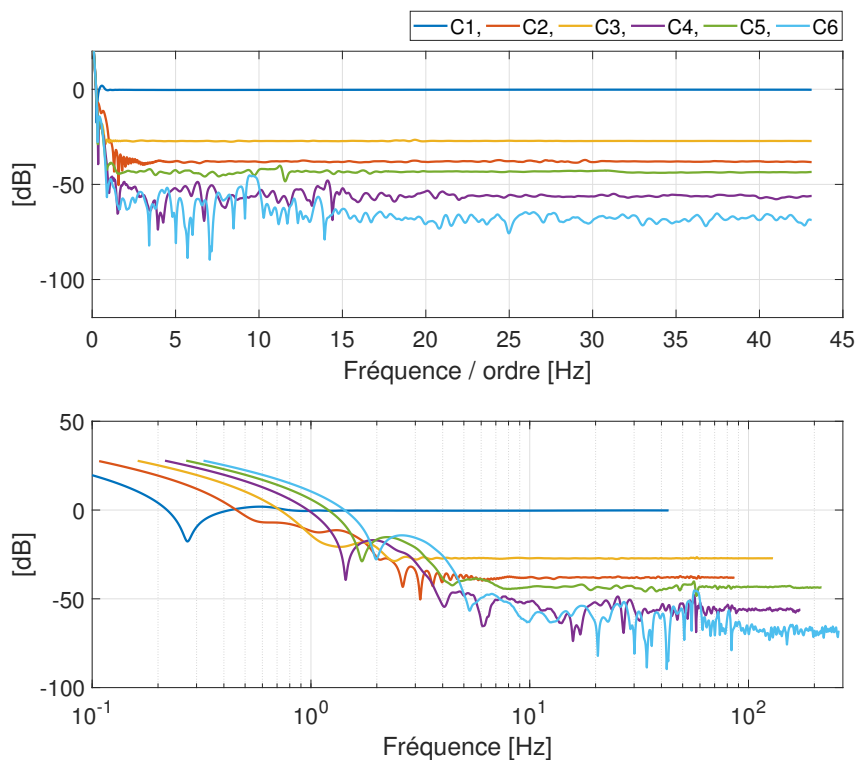 C1, C2, C3, C4, C5, C6
0
-50
-100
[dB]
0 5 10 15 20 25 30 35 40 45
Fréquence / ordre [Hz]
50
0
-50
-100
[dB]
10-1 100 101 102
Fréquence [Hz]